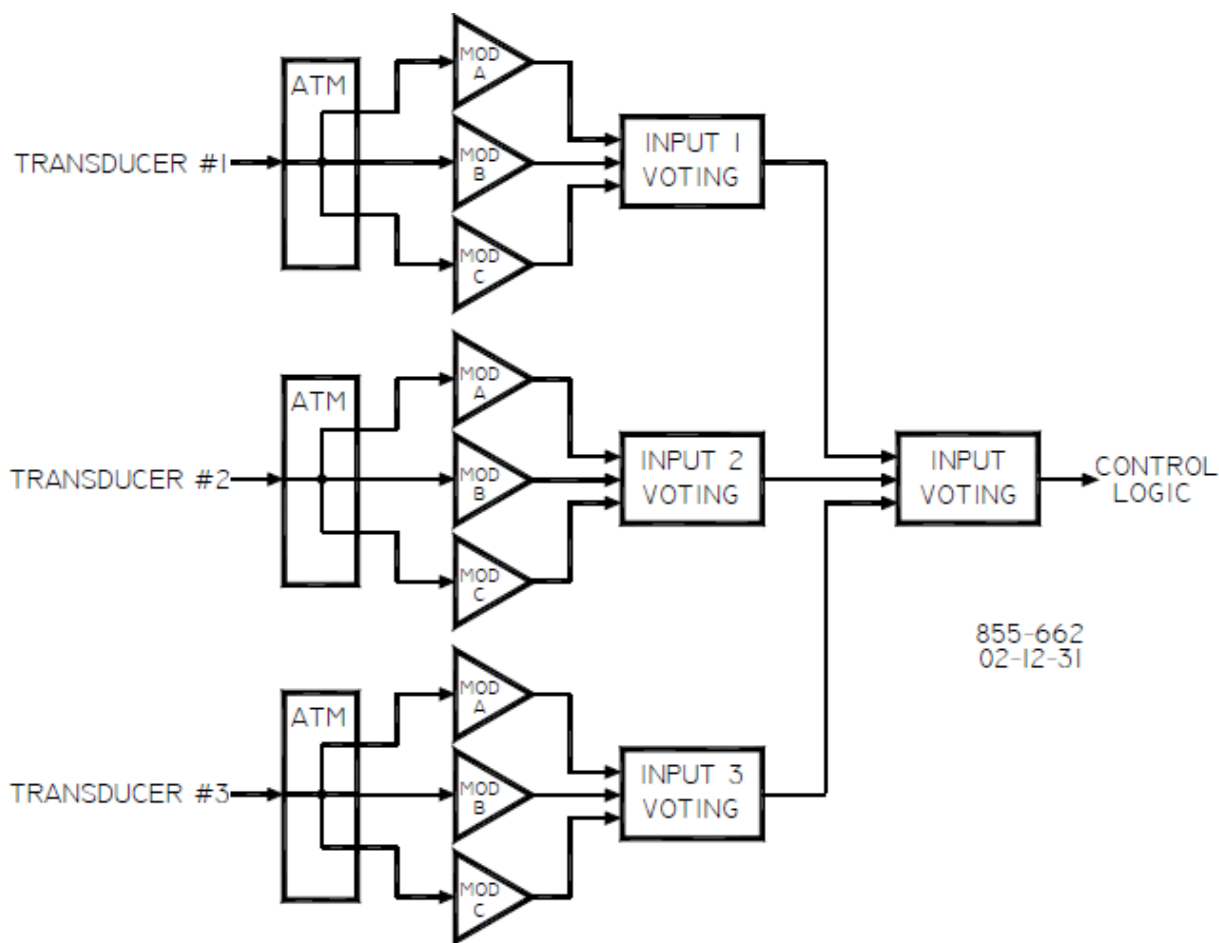 MOD
A
ATM
TRANSDUCER #1
MOD
B
INPUT 1
VOTING
MOD
C
MOD
A
ATM
TRANSDUCER #2
MOD
B
INPUT 2
VOTING
INPUT
VOTING
CONTROL
LOGIC
MOD
C
855-662
02-12-31
MOD
A
ATM
TRANSDUCER #3
MOD
B
INPUT 3
VOTING
MOD
C